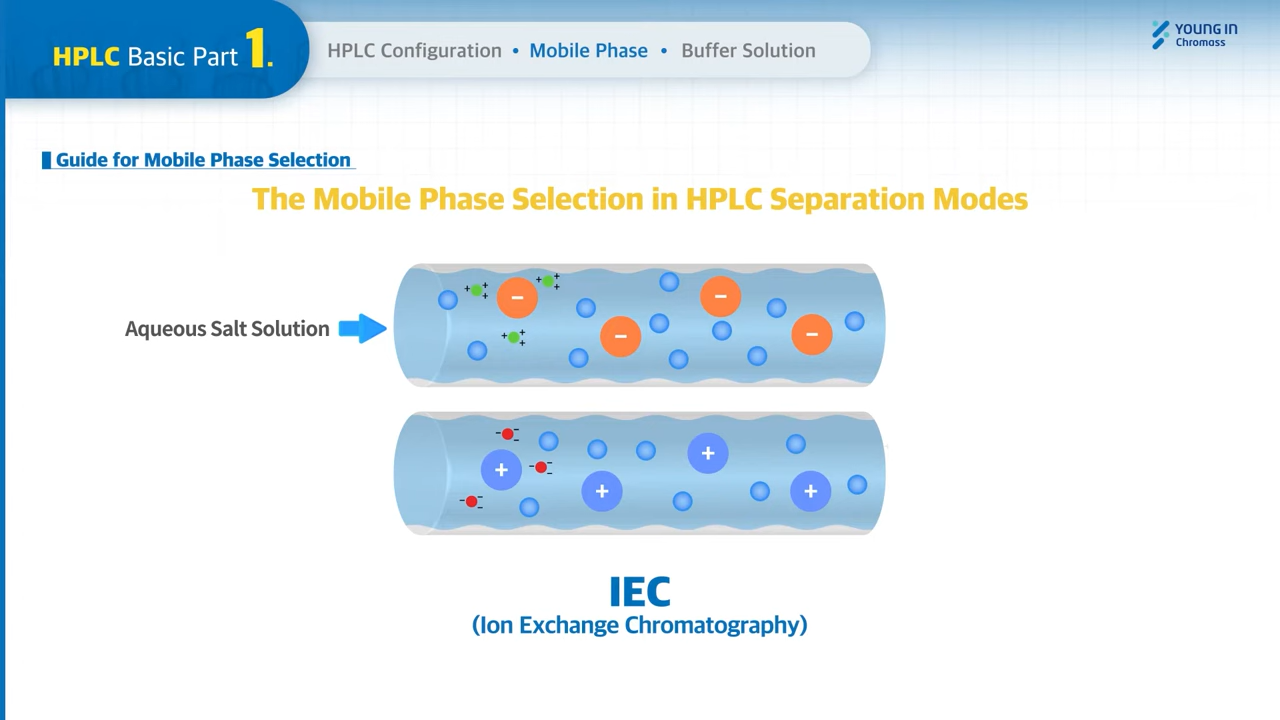 HPLC Basic Part 1.
HPLC Configuration • Mobile Phase • Buffer Solution
YOUNG IN
Chromass
Guide for Mobile Phase Selection
The Mobile Phase Selection in HPLC Separation Modes
Aqueous Salt Solution
IEC
(Ion Exchange Chromatography)